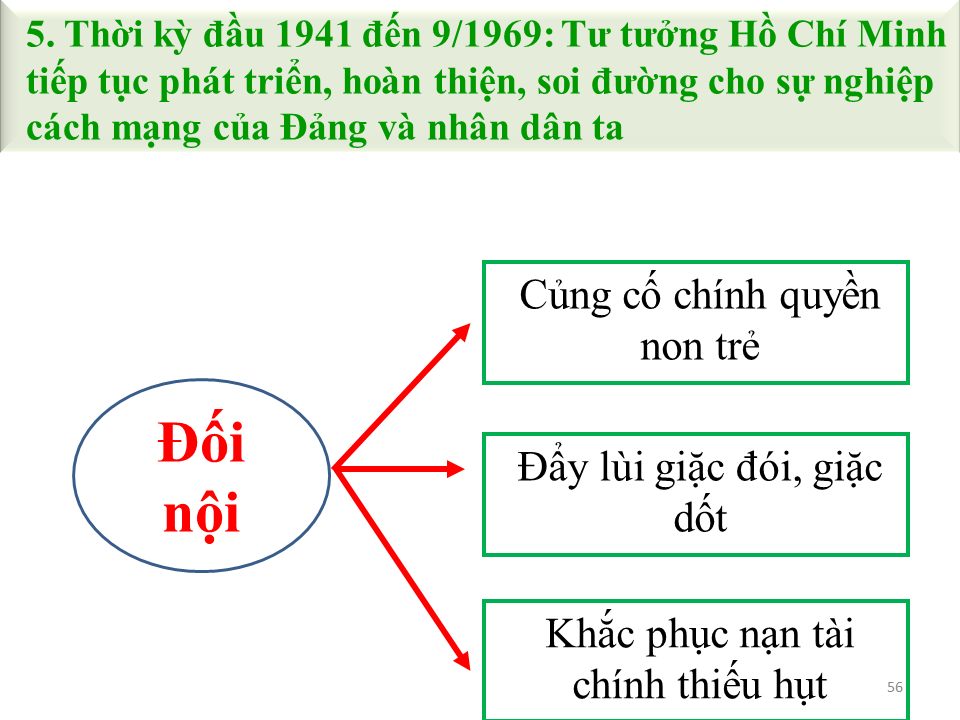 5. Thời kỳ đầu 1941 đến 9/1969: Tư tưởng Hồ Chí Minh
tiếp tục phát triển, hoàn thiện, soi đường cho sự nghiệp
cách mạng của Đảng và nhân dân ta
Đối
nội
Củng cố chính quyền
non trẻ
Đẩy lùi giặc đói, giặc
dốt
Khắc phục nạn tài
chính thiếu hụt
56